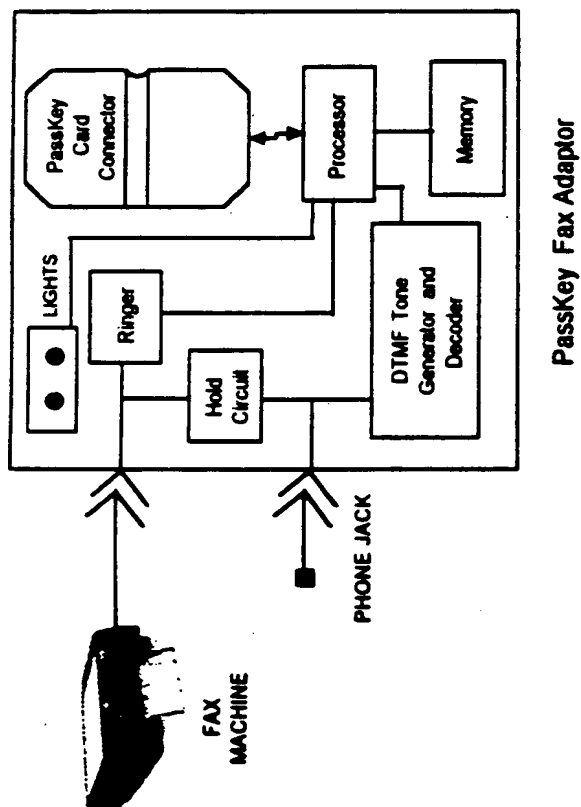 PassKey
Card
Connector
LIGHTS
Ringer
Processor
Hold
Circuit
DTMF Tone
Generator and
Decoder
Memory
FAX
MACHINE
PHONE JACK
PassKey Fax Adaptor